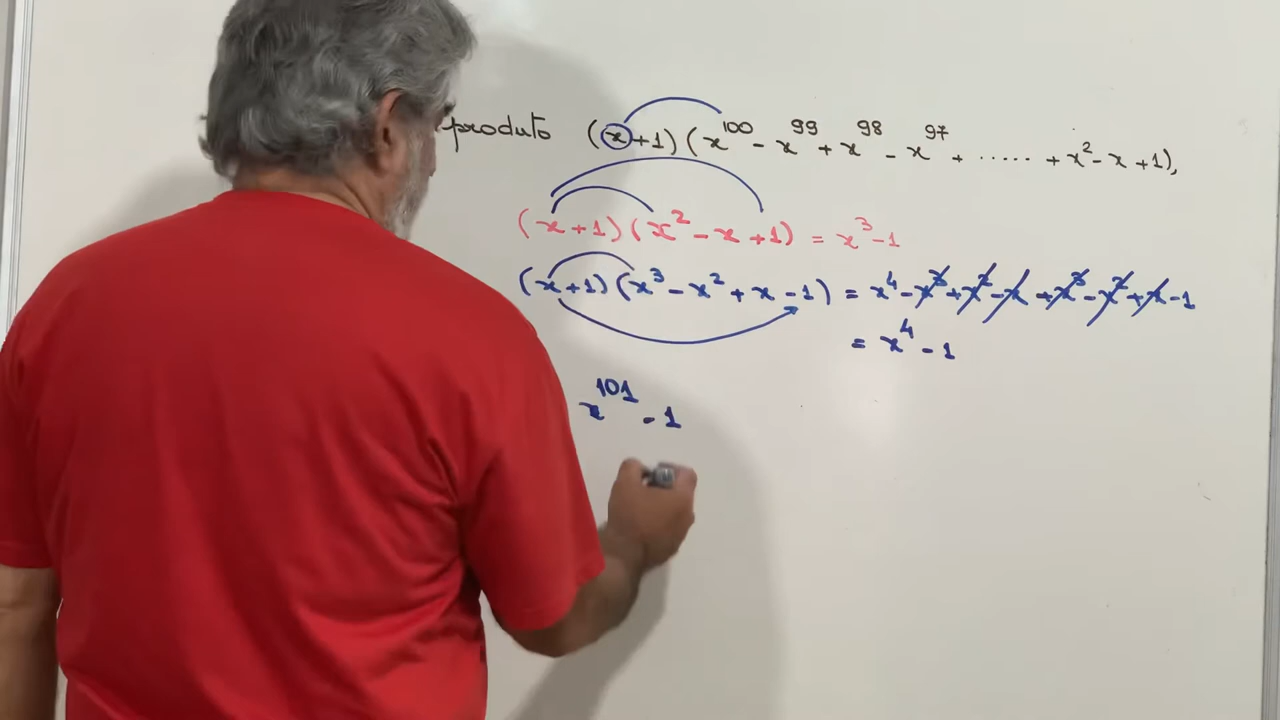 produto (x+1)(x¹⁰⁰ - x⁹⁹ + x⁹⁸ - x⁹⁷ + ...... + x² - x + 1),
(x+1)(x² - x + 1) = x³ - 1
(x+1)(x³ - x² + x - 1) = x⁴ - x³ + x² - x + x³ - x² + x - 1
= x⁴ - 1
x¹⁰¹ - 1